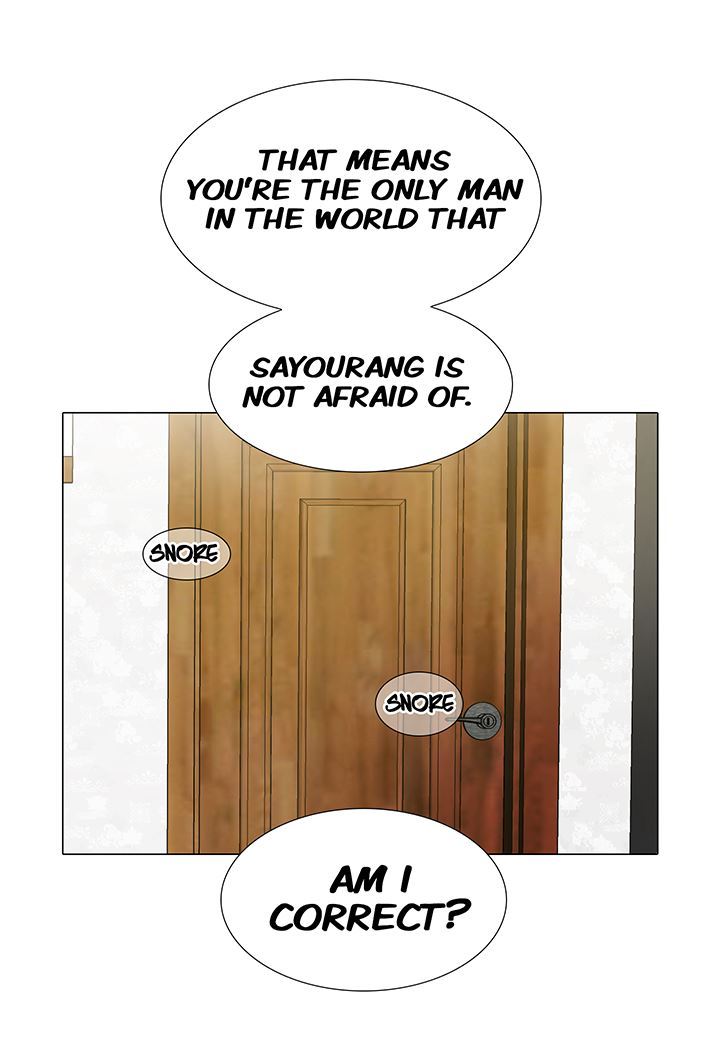 THAT MEANS
YOU'RE THE ONLY MAN
IN THE WORLD THAT
SAYOURANG IS
NOT AFRAID OF.
SNORE
SNORE
AM I
CORRECT?